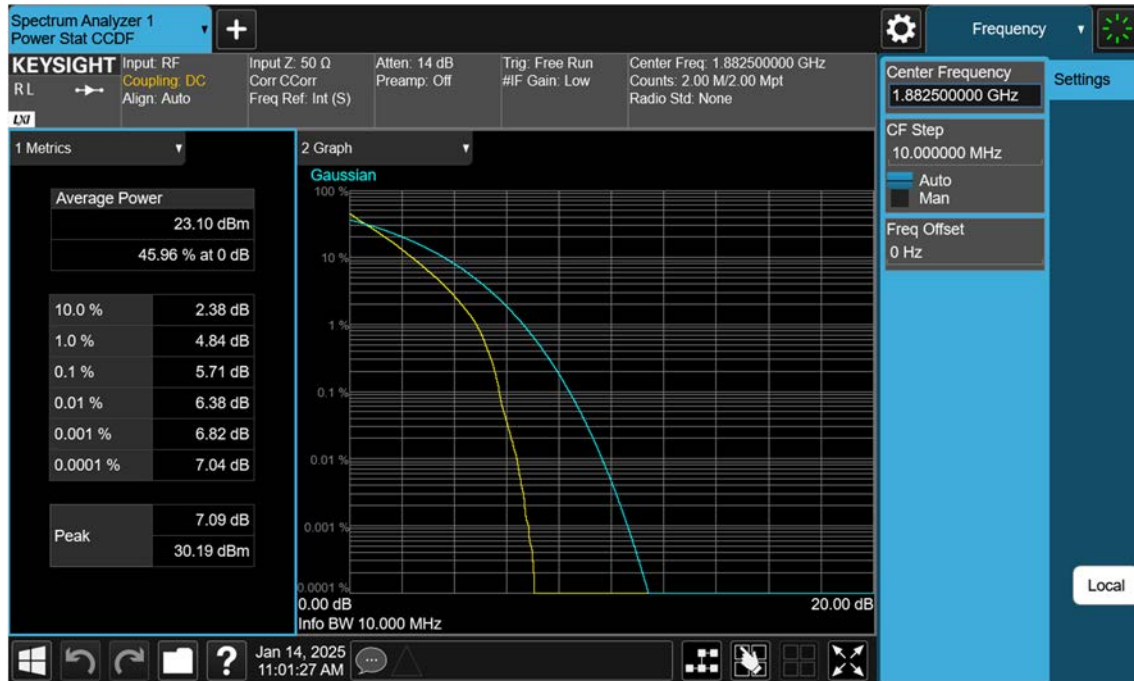 Spectrum Analyzer 1
Power Stat CCDF
Frequency
KEYSIGHT
R L
LXI
Input: RF
Coupling: DC
Align: Auto
Input Z: 50 Ω
Corr CCorr
Freq Ref: Int (S)
Atten: 14 dB
Preamp: Off
Trig: Free Run
#IF Gain: Low
Center Freq: 1.882500000 GHz
Counts: 2.00 M/2.00 Mpt
Radio Std: None
Center Frequency
1.882500000 GHz
Settings
CF Step
10.000000 MHz
Auto
Man
Freq Offset
0 Hz
1 Metrics
Average Power
23.10 dBm
45.96 % at 0 dB
10.0 % 2.38 dB
1.0 % 4.84 dB
0.1 % 5.71 dB
0.01 % 6.38 dB
0.001 % 6.82 dB
0.0001 % 7.04 dB
Peak
7.09 dB
30.19 dBm
2 Graph
Gaussian
100 %
10 %
1 %
0.1 %
0.01 %
0.001 %
0.0001 %
0.00 dB 20.00 dB
Info BW 10.000 MHz
Local
?
Jan 14, 2025
11:01:27 AM